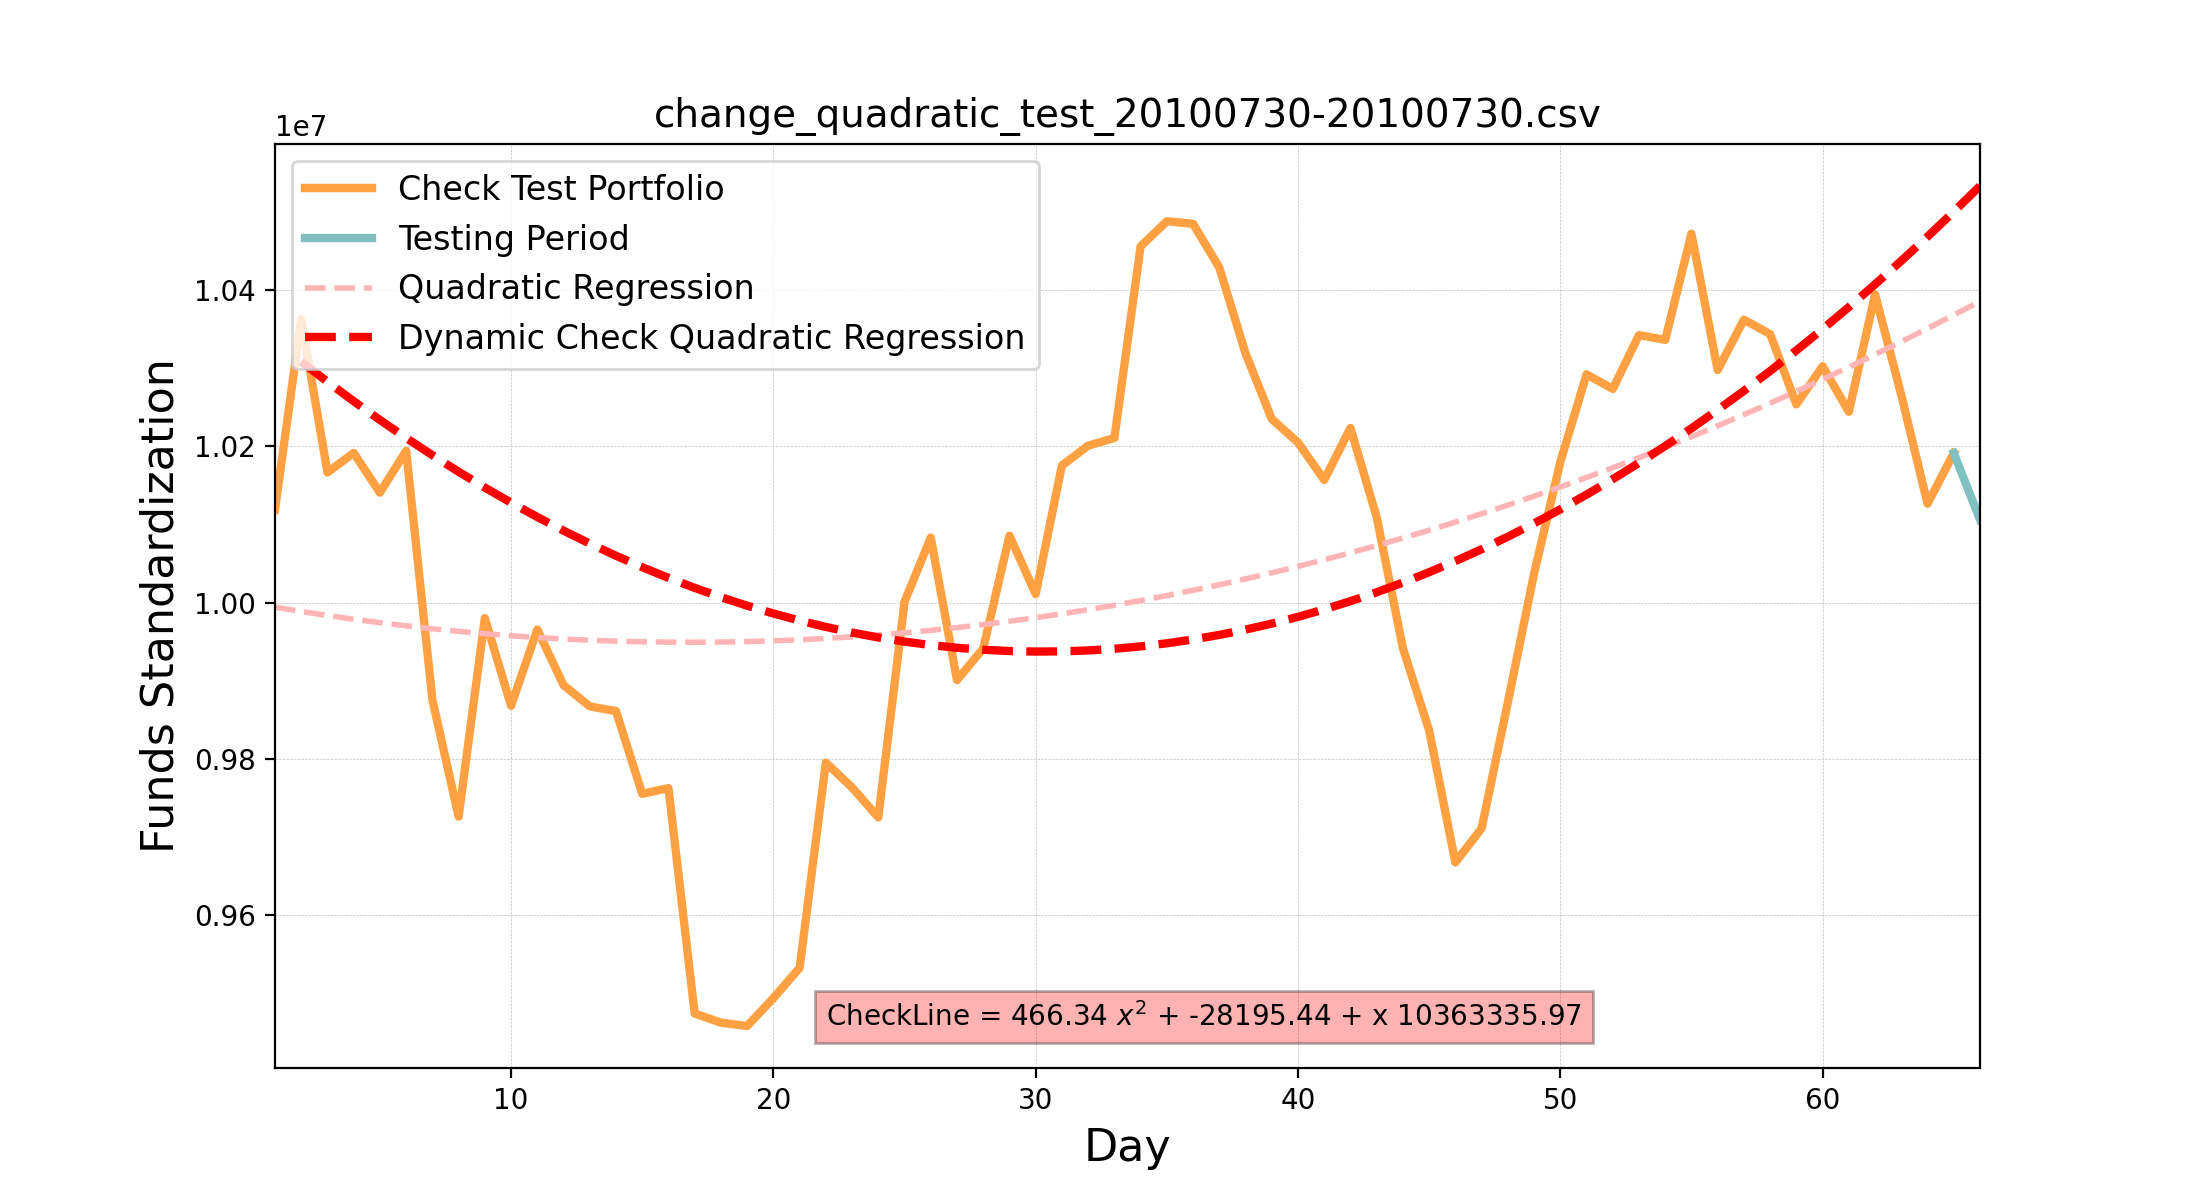 change_quadratic_test_20100730-20100730.csv
1e7
Check Test Portfolio
Testing Period
Quadratic Regression
Dynamic Check Quadratic Regression
Funds Standardization
1.04
1.02
1.00
0.98
0.96
CheckLine = 466.34 x² + -28195.44 + x 10363335.97
10 20 30 40 50 60
Day